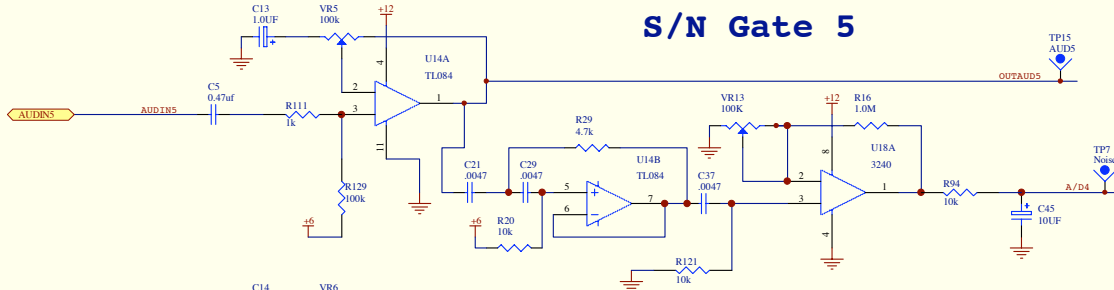 S/N Gate 5
C13
1.0UF
VR5
100k
+12
U14A
TL084
4
2
3
1
11
TP15
AUD5
OUTAUD5
AUDIN5
AUDIN5
C5
0.47uf
R111
1k
R129
100k
+6
C21
.0047
C29
.0047
R29
4.7k
U14B
TL084
5
6
7
+6
R20
10k
C37
.0047
R121
10k
VR13
100K
+12
R16
1.0M
U18A
3240
8
2
3
1
4
R94
10k
TP7
Noise
A/D4
C45
10UF
C14
VR6